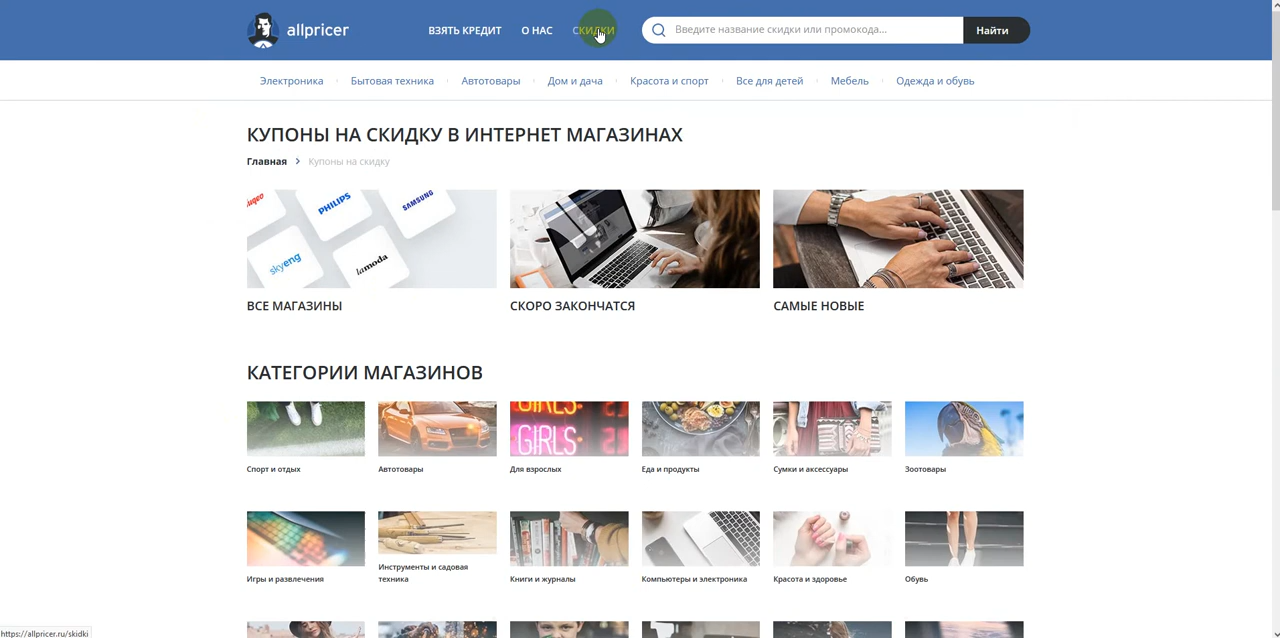 allpricer
ВЗЯТЬ КРЕДИТ
О НАС
СКИДКИ
Введите название скидки или промокода...
Найти
Электроника
Бытовая техника
Автотовары
Дом и дача
Красота и спорт
Все для детей
Мебель
Одежда и обувь
КУПОНЫ НА СКИДКУ В ИНТЕРНЕТ МАГАЗИНАХ
Главная > Купоны на скидку
PHILIPS
SAMSUNG
skyeng
lamoda
ВСЕ МАГАЗИНЫ
СКОРО ЗАКОНЧАТСЯ
САМЫЕ НОВЫЕ
КАТЕГОРИИ МАГАЗИНОВ
GIRLS
GIRLS
Спорт и отдых
Автотовары
Для взрослых
Еда и продукты
Сумки и аксессуары
Зоотовары
Игры и развлечения
Инструменты и садовая
техника
Книги и журналы
Компьютеры и электроника
Красота и здоровье
Обувь
https://allpricer.ru/skidki